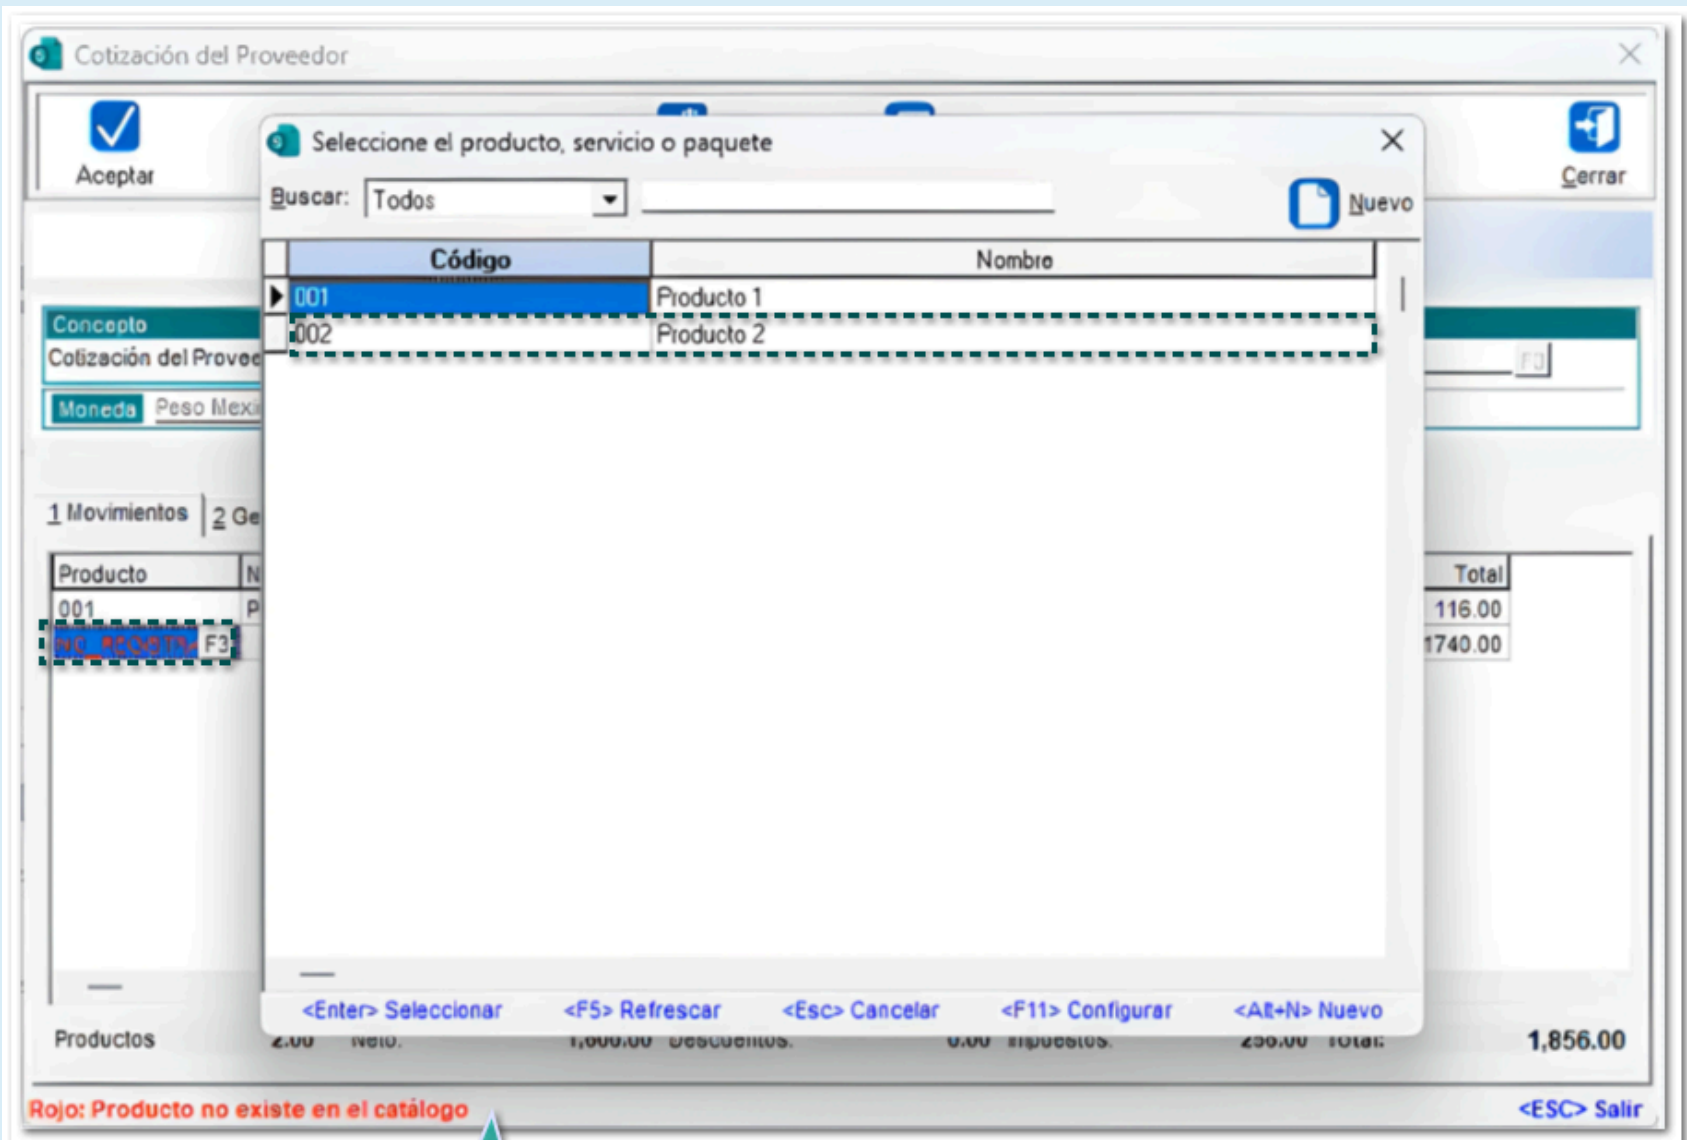 Cotización del Proveedor
Aceptar
Cerrar
Seleccione el producto, servicio o paquete
Buscar: Todos
Nuevo
Código Nombre
001 Producto 1
002 Producto 2
Concepto
Cotización del Provee
F3
Moneda Peso Mexi
1 Movimientos 2 Ge
Producto N Total
001 P 116.00
F3 1740.00
<Enter> Seleccionar <F5> Refrescar <Esc> Cancelar <F11> Configurar <Alt+N> Nuevo
Productos 2.00 Neto: 1,600.00 Descuentos: 0.00 Impuestos: 256.00 Total: 1,856.00
Rojo: Producto no existe en el catálogo <ESC> Salir